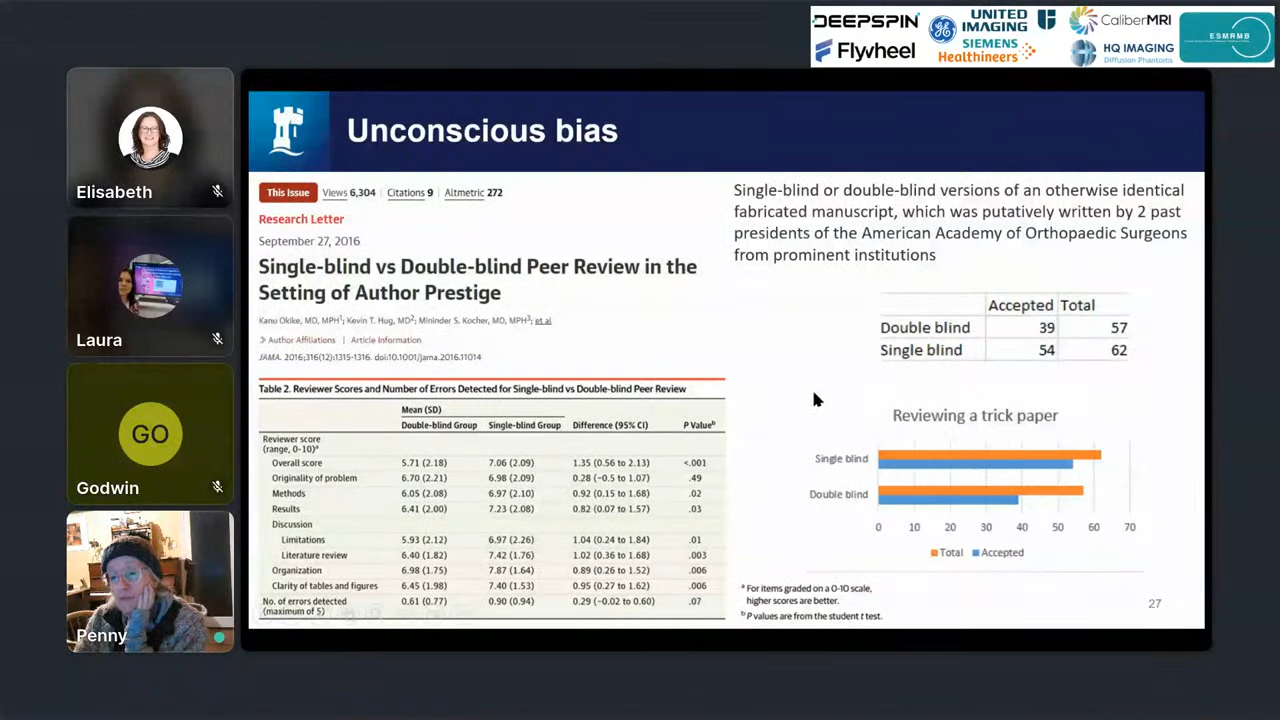 DEEPSPIN
UNITED IMAGING
CaliberMRI
ESMRMB
Flywheel
SIEMENS Healthineers
HQ IMAGING
Diffusion Phantoms
Elisabeth
Laura
GO
Godwin
Penny
Unconscious bias
This Issue Views 6,304 | Citations 9 | Altmetric 272
Research Letter
September 27, 2016
Single-blind vs Double-blind Peer Review in the
Setting of Author Prestige
Kanu Okike, MD, MPH1; Kevin T. Hug, MD2; Mininder S. Kocher, MD, MPH3; et al
Author Affiliations | Article Information
JAMA. 2016;316(12):1315-1316. doi:10.1001/jama.2016.11014
Table 2. Reviewer Scores and Number of Errors Detected for Single-blind vs Double-blind Peer Review
Mean (SD)
Double-blind Group Single-blind Group Difference (95% CI) P Valueb
Reviewer score
(range, 0-10)a
Overall score 5.71 (2.18) 7.06 (2.09) 1.35 (0.56 to 2.13) <.001
Originality of problem 6.70 (2.21) 6.98 (2.09) 0.28 (−0.5 to 1.07) .49
Methods 6.05 (2.08) 6.97 (2.10) 0.92 (0.15 to 1.68) .02
Results 6.41 (2.00) 7.23 (2.08) 0.82 (0.07 to 1.57) .03
Discussion
Limitations 5.93 (2.12) 6.97 (2.26) 1.04 (0.24 to 1.84) .01
Literature review 6.40 (1.82) 7.42 (1.76) 1.02 (0.36 to 1.68) .003
Organization 6.98 (1.75) 7.87 (1.64) 0.89 (0.26 to 1.52) .006
Clarity of tables and figures 6.45 (1.98) 7.40 (1.53) 0.95 (0.27 to 1.62) .006
No. of errors detected 0.61 (0.77) 0.90 (0.94) 0.29 (−0.02 to 0.60) .07
(maximum of 5)
Single-blind or double-blind versions of an otherwise identical
fabricated manuscript, which was putatively written by 2 past
presidents of the American Academy of Orthopaedic Surgeons
from prominent institutions
Accepted Total
Double blind 39 57
Single blind 54 62
Reviewing a trick paper
Single blind
Double blind
0 10 20 30 40 50 60 70
Total Accepted
a For items graded on a 0-10 scale,
higher scores are better.
b P values are from the student t test.
27